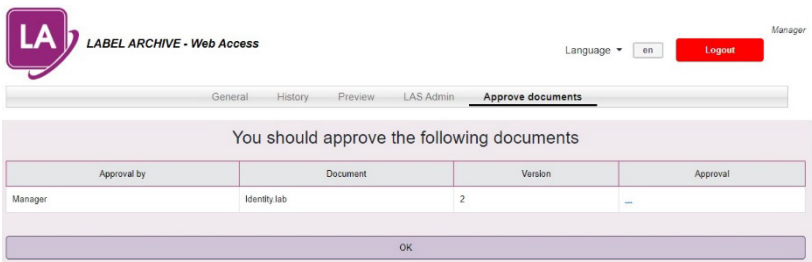 LA
LABEL ARCHIVE - Web Access
Manager
Language
en
Logout
General History Preview LAS Admin Approve documents
You should approve the following documents
Approval by Document Version Approval
Manager Identity.lab 2 ...
OK